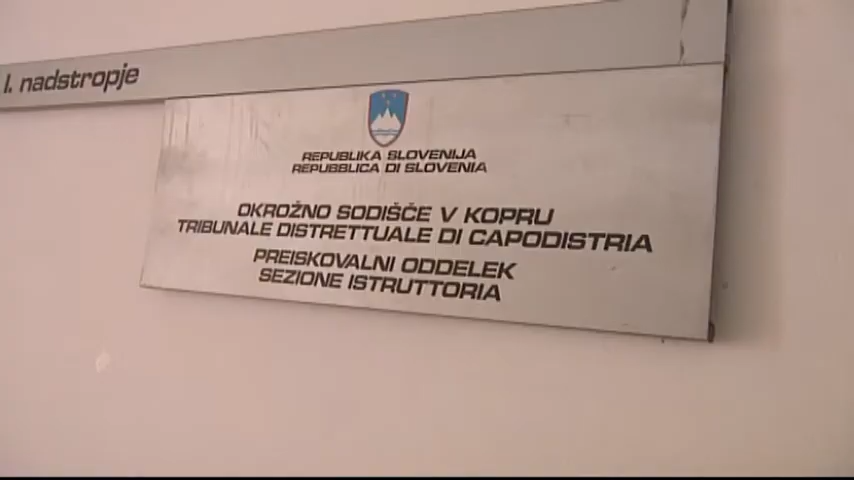 I. nadstropje
REPUBLIKA SLOVENIJA
REPUBBLICA DI SLOVENIA
OKROŽNO SODIŠČE V KOPRU
TRIBUNALE DISTRETTUALE DI CAPODISTRIA
PREISKOVALNI ODDELEK
SEZIONE ISTRUTTORIA